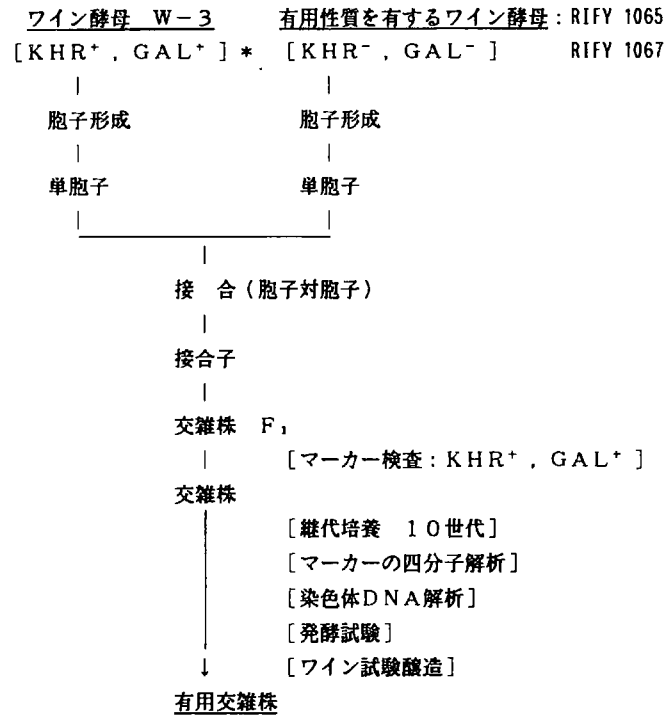 ワイン酵母 W-3 有用性質を有するワイン酵母:RIFY 1065
[KHR⁺, GAL⁺]* [KHR⁻, GAL⁻] RIFY 1067
胞子形成 胞子形成
単胞子 単胞子
接 合(胞子対胞子)
接合子
交雑株 F₁
[マーカー検査:KHR⁺, GAL⁺]
交雑株
[継代培養 10世代]
[マーカーの四分子解析]
[染色体DNA解析]
[発酵試験]
[ワイン試験醸造]
有用交雑株